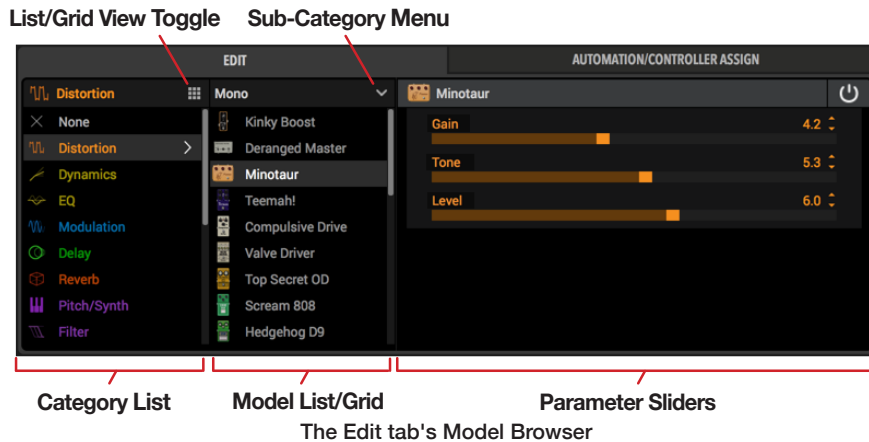 List/Grid View Toggle Sub-Category Menu
EDIT AUTOMATION/CONTROLLER ASSIGN
Distortion Mono Minotaur
None
Distortion
Dynamics
EQ
Modulation
Delay
Reverb
Pitch/Synth
Filter
Kinky Boost
Deranged Master
Minotaur
Teemah!
Compulsive Drive
Valve Driver
Top Secret OD
Scream 808
Hedgehog D9
Gain 4.2
Tone 5.3
Level 6.0
Category List Model List/Grid Parameter Sliders
The Edit tab's Model Browser